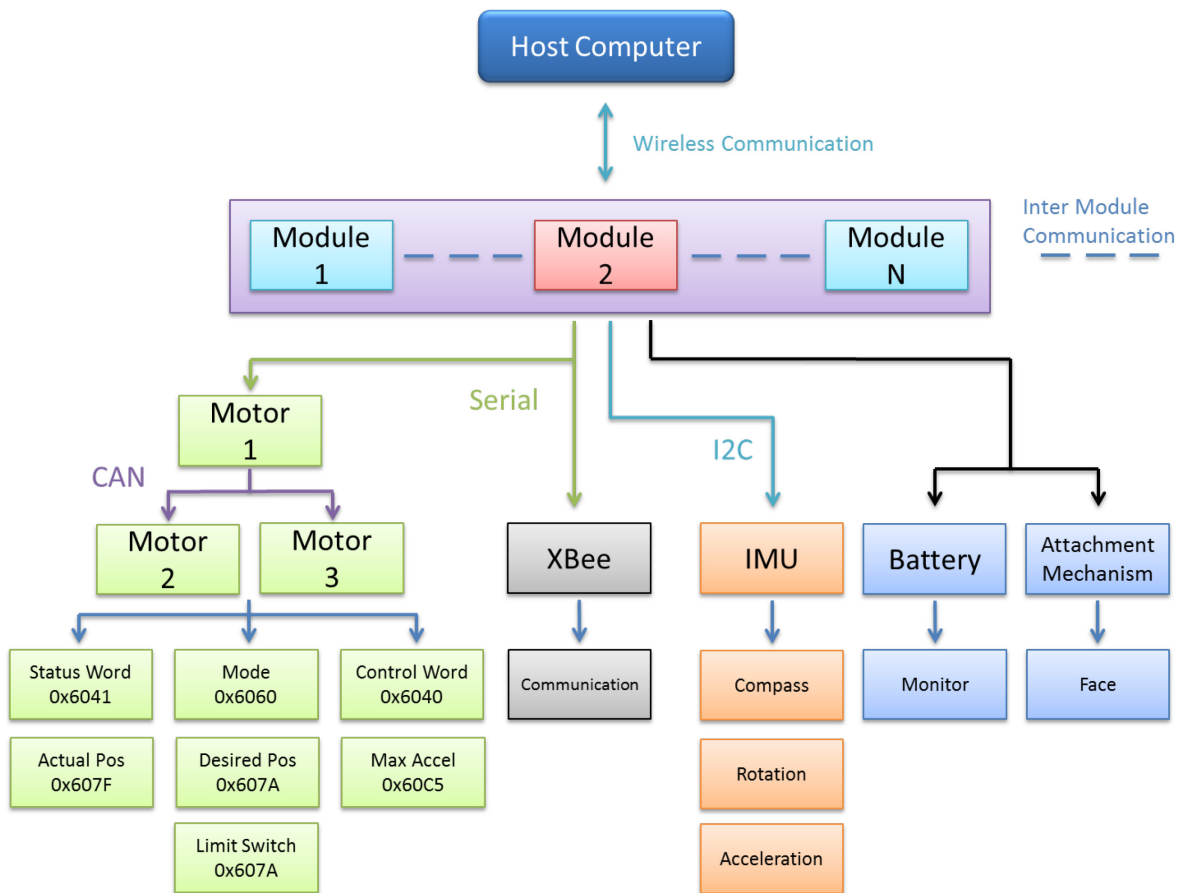 Host Computer
Wireless Communication
Inter Module
Communication
Module
1
Module
2
Module
N
Serial
I2C
CAN
Motor
1
Motor
2
Motor
3
XBee
IMU
Battery
Attachment
Mechanism
Status Word
0x6041
Mode
0x6060
Control Word
0x6040
Communication
Compass
Monitor
Face
Actual Pos
0x607F
Desired Pos
0x607A
Max Accel
0x60C5
Rotation
Limit Switch
0x607A
Acceleration